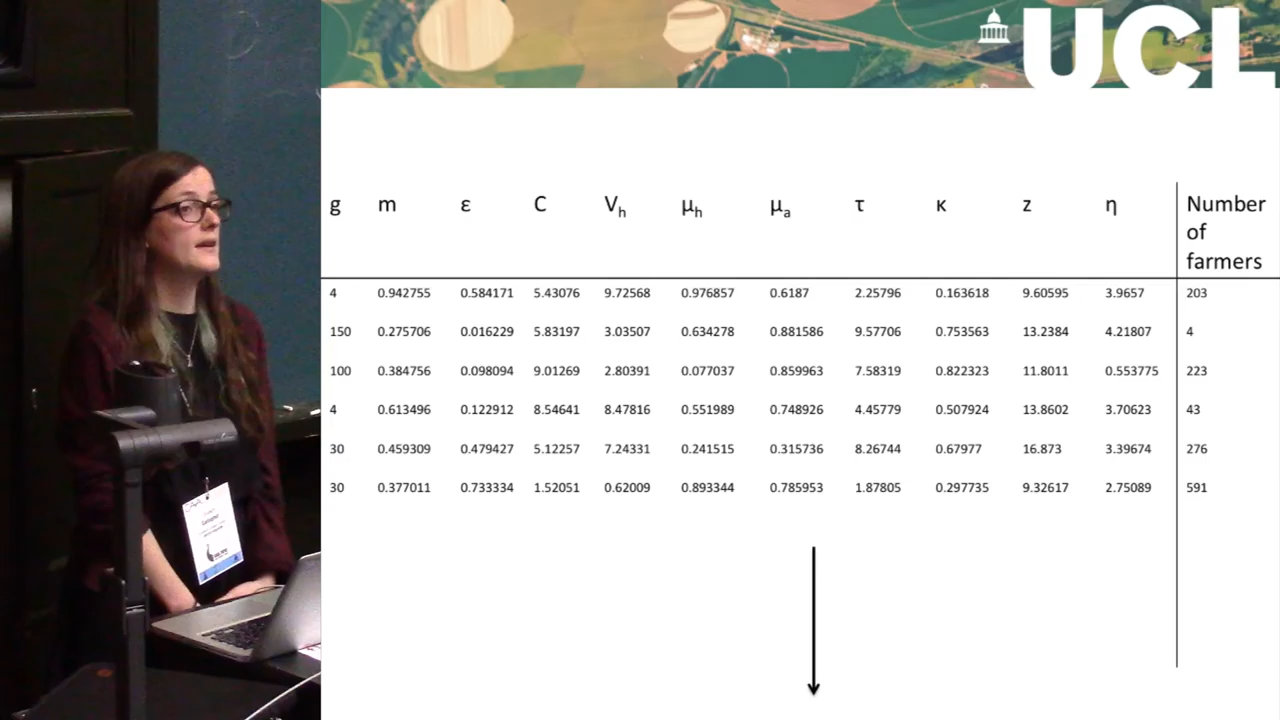 UCL
g m ε C Vh μh μa τ κ z η Number of farmers
4 0.942755 0.584171 5.43076 9.72568 0.976857 0.6187 2.25796 0.163618 9.60595 3.9657 203
150 0.275706 0.016229 5.83197 3.03507 0.634278 0.881586 9.57706 0.753563 13.2384 4.21807 4
100 0.384756 0.098094 9.01269 2.80391 0.077037 0.859963 7.58319 0.822323 11.8011 0.553775 223
4 0.613496 0.122912 8.54641 8.47816 0.551989 0.748926 4.45779 0.507924 13.8602 3.70623 43
30 0.459309 0.479427 5.12257 7.24331 0.241515 0.315736 8.26744 0.67977 16.873 3.39674 276
30 0.377011 0.733334 1.52051 0.62009 0.893344 0.785953 1.87805 0.297735 9.32617 2.75089 591